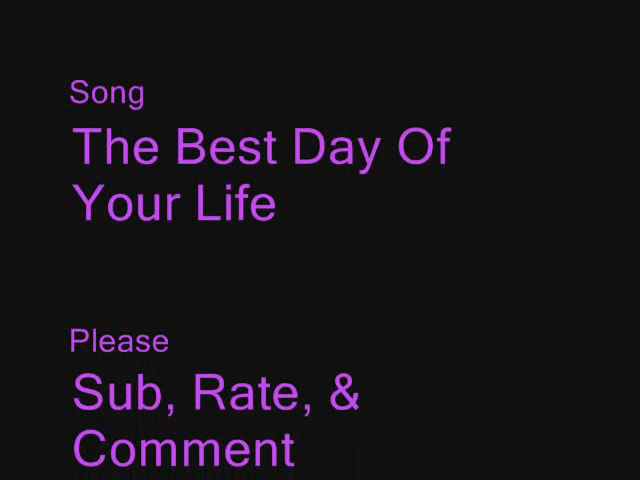 Song
The Best Day Of
Your Life
Please
Sub, Rate, &
Comment